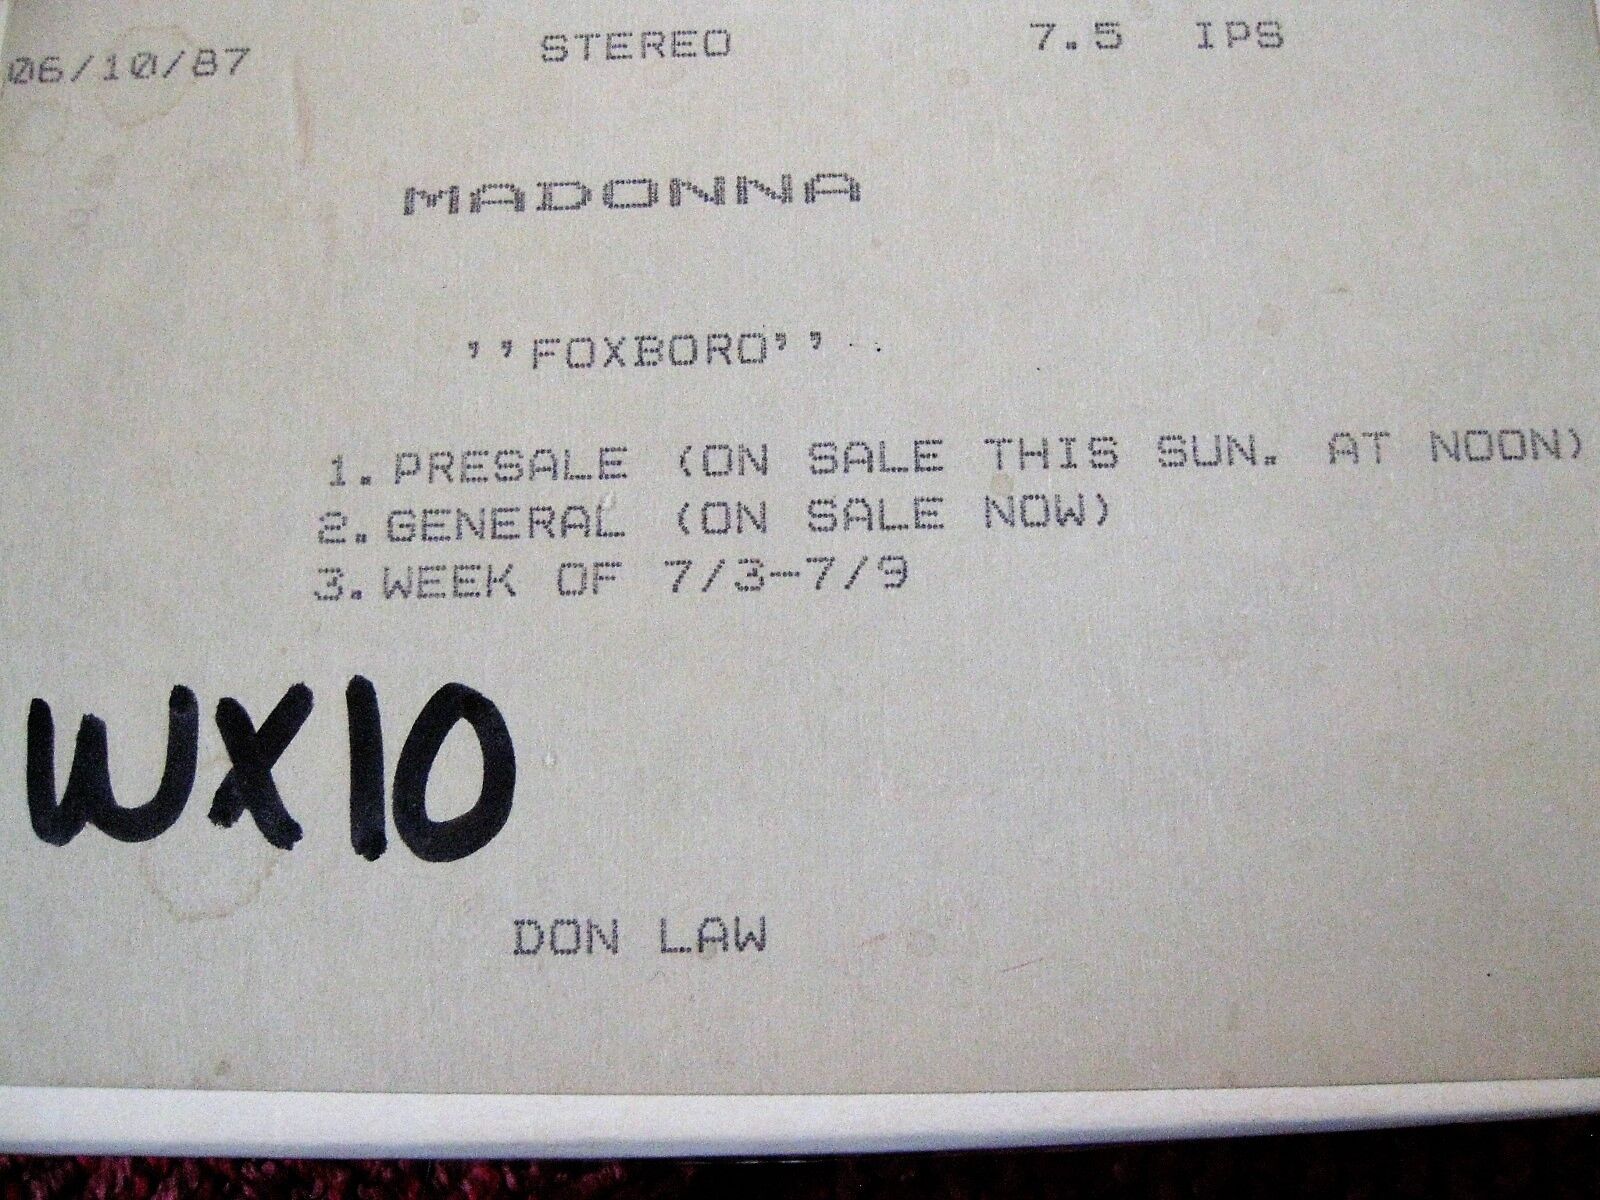 06/10/87 STEREO 7.5 IPS
MADONNA
''FOXBORO''
1. PRESALE (ON SALE THIS SUN. AT NOON)
2. GENERAL (ON SALE NOW)
3. WEEK OF 7/3-7/9
WX10
DON LAW